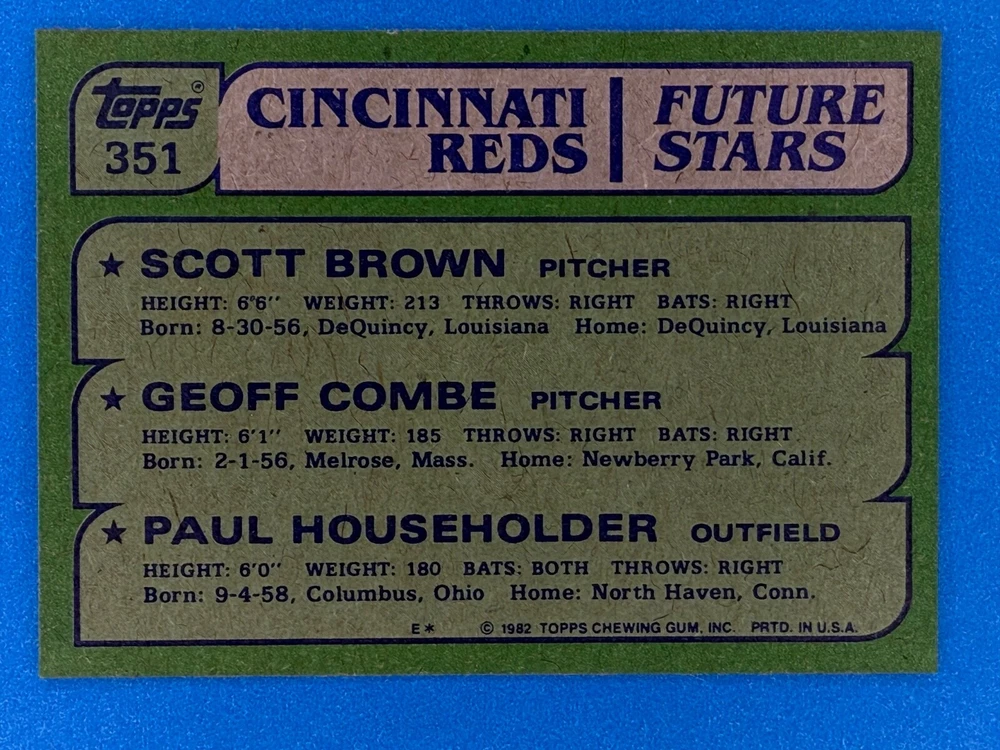 Topps®
351
CINCINNATI REDS
FUTURE STARS
★ SCOTT BROWN PITCHER
HEIGHT: 6'6'' WEIGHT: 213 THROWS: RIGHT BATS: RIGHT
Born: 8-30-56, DeQuincy, Louisiana Home: DeQuincy, Louisiana
★ GEOFF COMBE PITCHER
HEIGHT: 6'1'' WEIGHT: 185 THROWS: RIGHT BATS: RIGHT
Born: 2-1-56, Melrose, Mass. Home: Newberry Park, Calif.
★ PAUL HOUSEHOLDER OUTFIELD
HEIGHT: 6'0'' WEIGHT: 180 BATS: BOTH THROWS: RIGHT
Born: 9-4-58, Columbus, Ohio Home: North Haven, Conn.
E* © 1982 TOPPS CHEWING GUM, INC. PRTD. IN U.S.A.